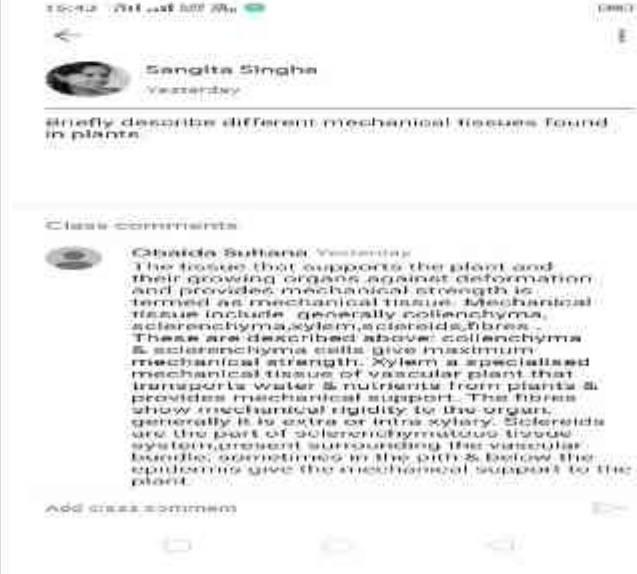 15:42
Sangita Singha
Yesterday
Briefly describe different mechanical tissues found
in plants
Class comments
Obaida Sultana Yesterday
The tissue that supports the plant and
their growing organs against deformation
and provides mechanical strength is
termed as mechanical tissue. Mechanical
tissue include generally collenchyma,
sclerenchyma,xylem,scleroids,fibres .
These are described above: collenchyma
& sclerenchyma cells give maximum
mechanical strength. Xylem a specialised
mechanical tissue of vascular plant that
transports water & nutrients from plants &
provides mechanical support. The fibres
show mechanical rigidity to the organ,
generally it is extra or intra xylary. Scleroids
are the part of sclerenchymatous tissue
system,present surrounding the vascular
bundle, sometimes in the pith & below the
epidermis give the mechanical support to the
plant
Add class comment